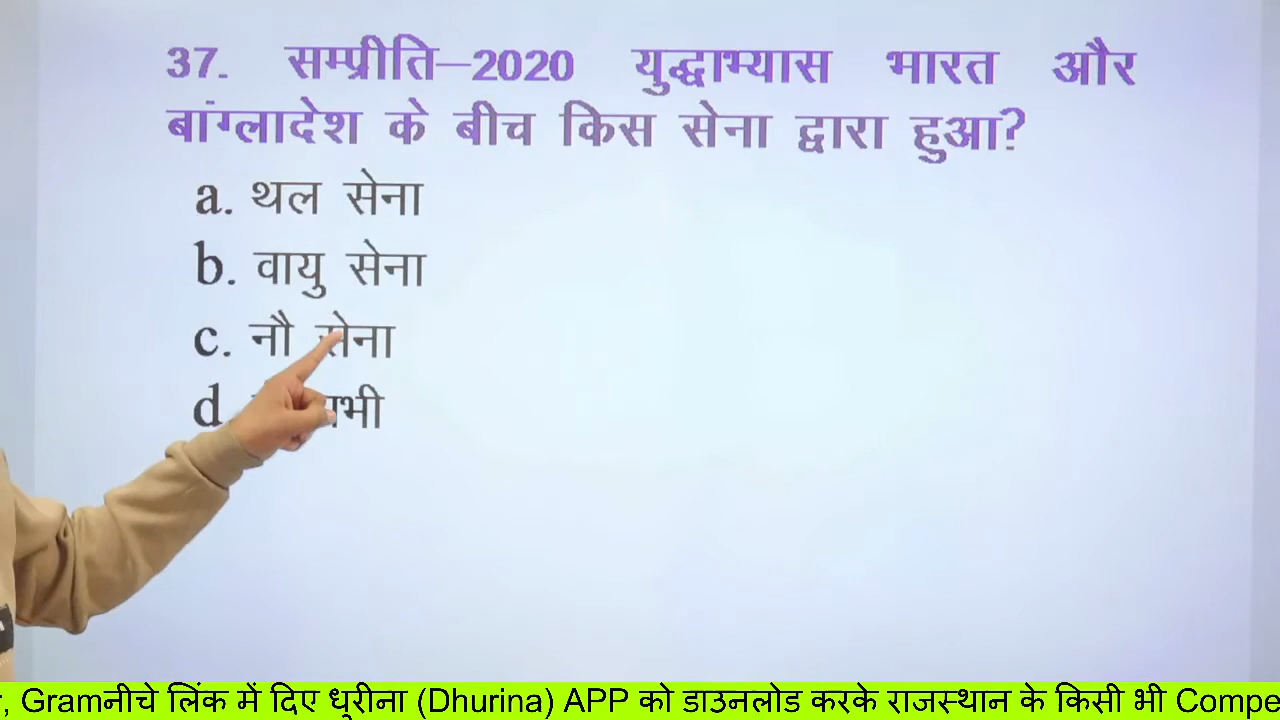 37. सम्प्रीति–2020 युद्धाभ्यास भारत और
बांग्लादेश के बीच किस सेना द्वारा हुआ?
a. थल सेना
b. वायु सेना
c. नौ सेना
d.
, Gramनीचे लिंक में दिए धूरीना (Dhurina) APP को डाउनलोड करके राजस्थान के किसी भी Compe